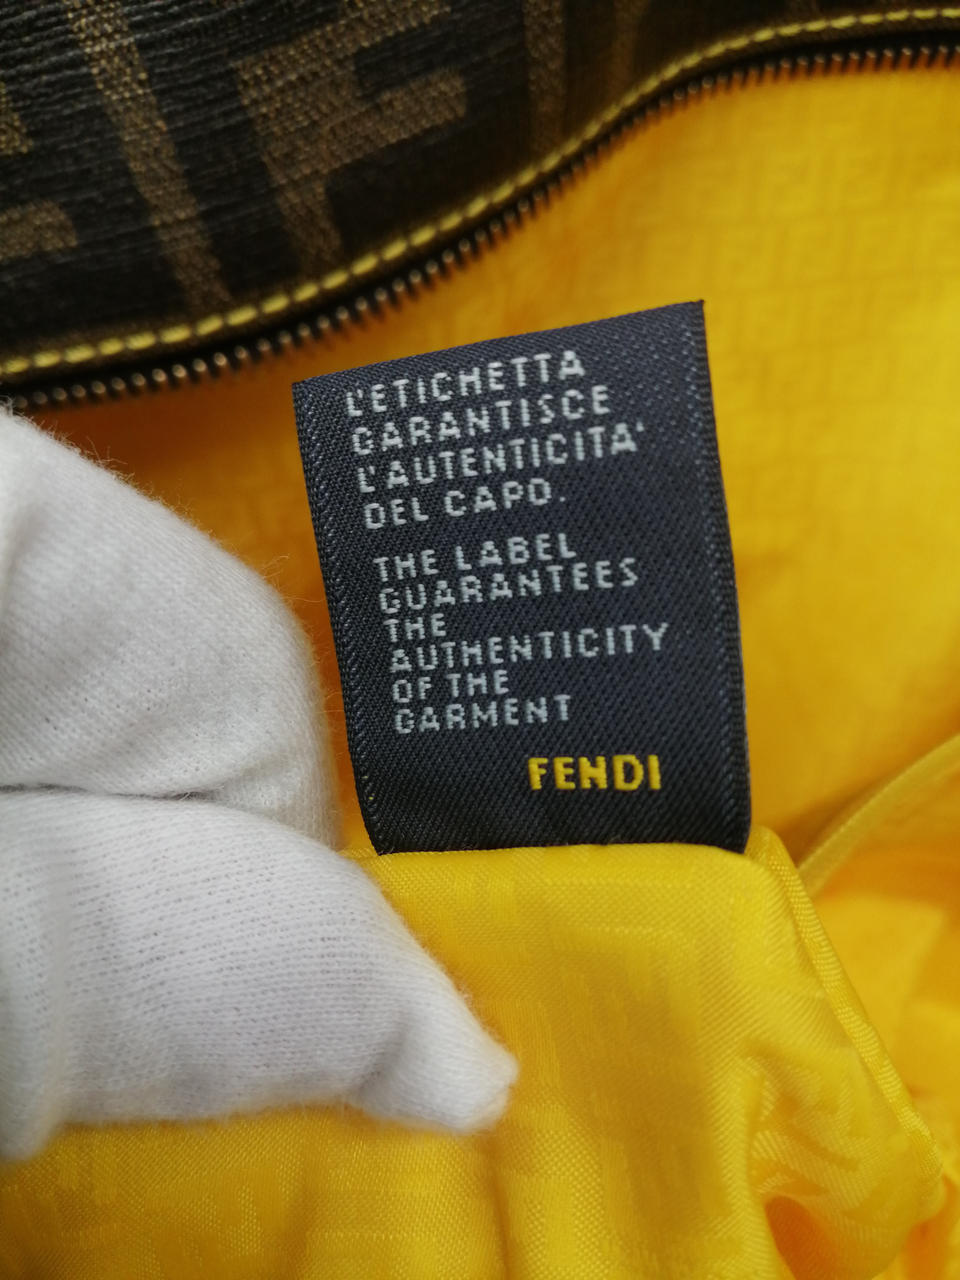 L'ETICHETTA
GARANTISCE
L'AUTENTICITA'
DEL CAPO.
THE LABEL
GUARANTEES
THE
AUTHENTICITY
OF THE
GARMENT
FENDI